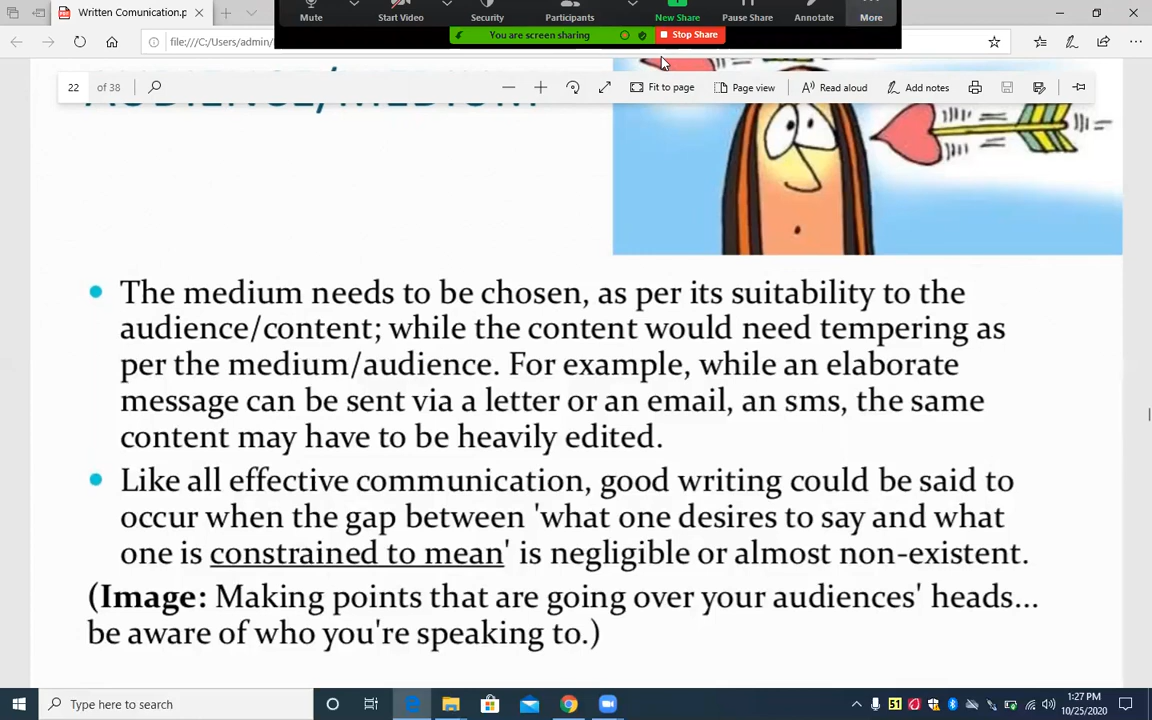 Written Comunication.p
Mute
Start Video
Security
Participants
New Share
Pause Share
Annotate
More
You are screen sharing
Stop Share
file:///C:/Users/admin/
AUDIENCE/MEDIUM
22 of 38
Fit to page
Page view
Read aloud
Add notes
The medium needs to be chosen, as per its suitability to the
audience/content; while the content would need tempering as
per the medium/audience. For example, while an elaborate
message can be sent via a letter or an email, an sms, the same
content may have to be heavily edited.
Like all effective communication, good writing could be said to
occur when the gap between 'what one desires to say and what
one is constrained to mean' is negligible or almost non-existent.
(Image: Making points that are going over your audiences' heads...
be aware of who you're speaking to.)
Type here to search
51
1:27 PM
10/25/2020